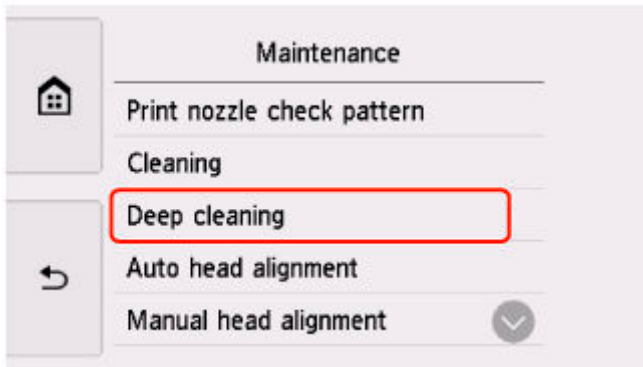 Maintenance
Print nozzle check pattern
Cleaning
Deep cleaning
Auto head alignment
Manual head alignment